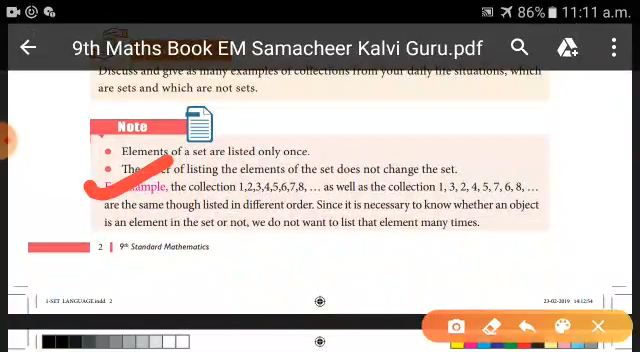 86% 11:11 a.m.
9th Maths Book EM Samacheer Kalvi Guru.pdf
Discuss and give as many examples of collections from your daily life situations, which
are sets and which are not sets.
Note
Elements of a set are listed only once.
The of listing the elements of the set does not change the set.
the collection 1,2,3,4,5,6,7,8, … as well as the collection 1, 3, 2, 4, 5, 7, 6, 8, …
are the same though listed in different order. Since it is necessary to know whether an object
is an element in the set or not, we do not want to list that element many times.
2 9th Standard Mathematics
1-SET LANGUAGE.indd 2 23-02-2019 14:12:54